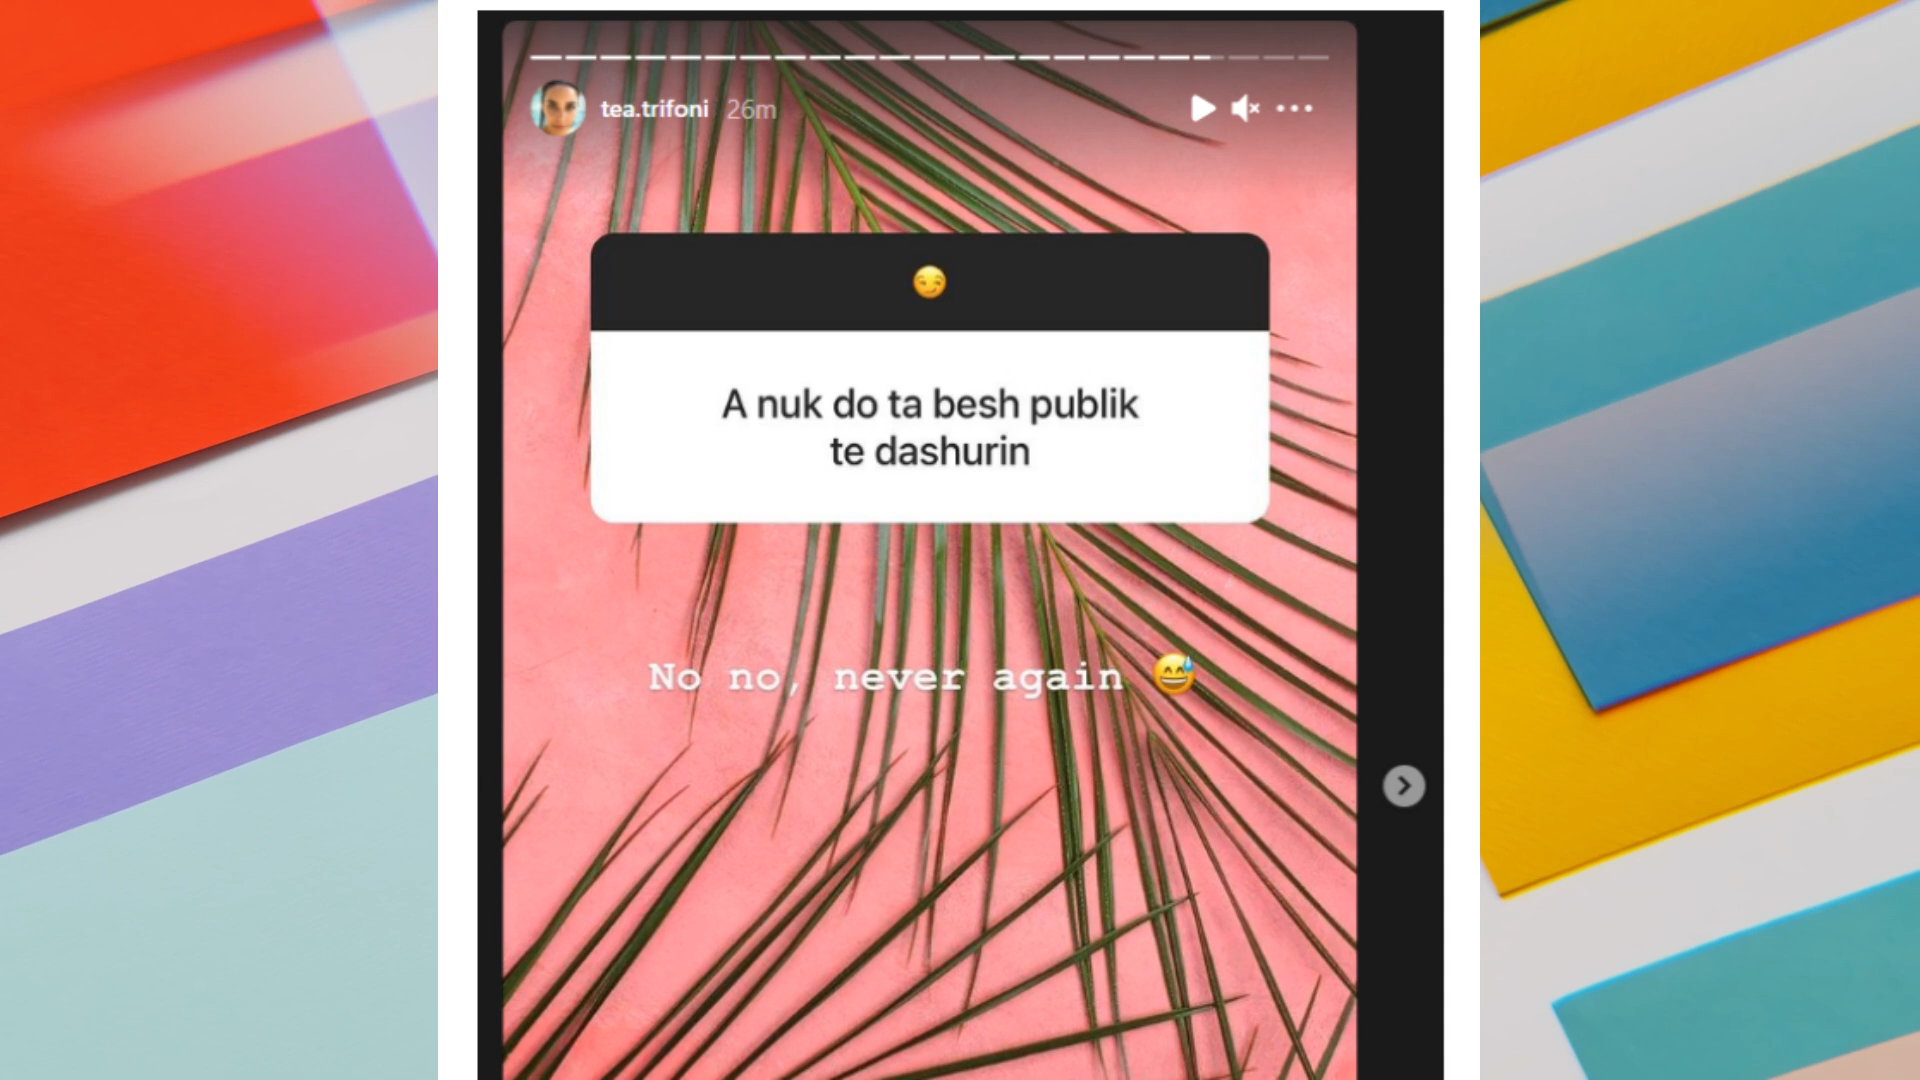 tea.trifoni 26m
😏
A nuk do ta besh publik
te dashurin
No no, never again 😅